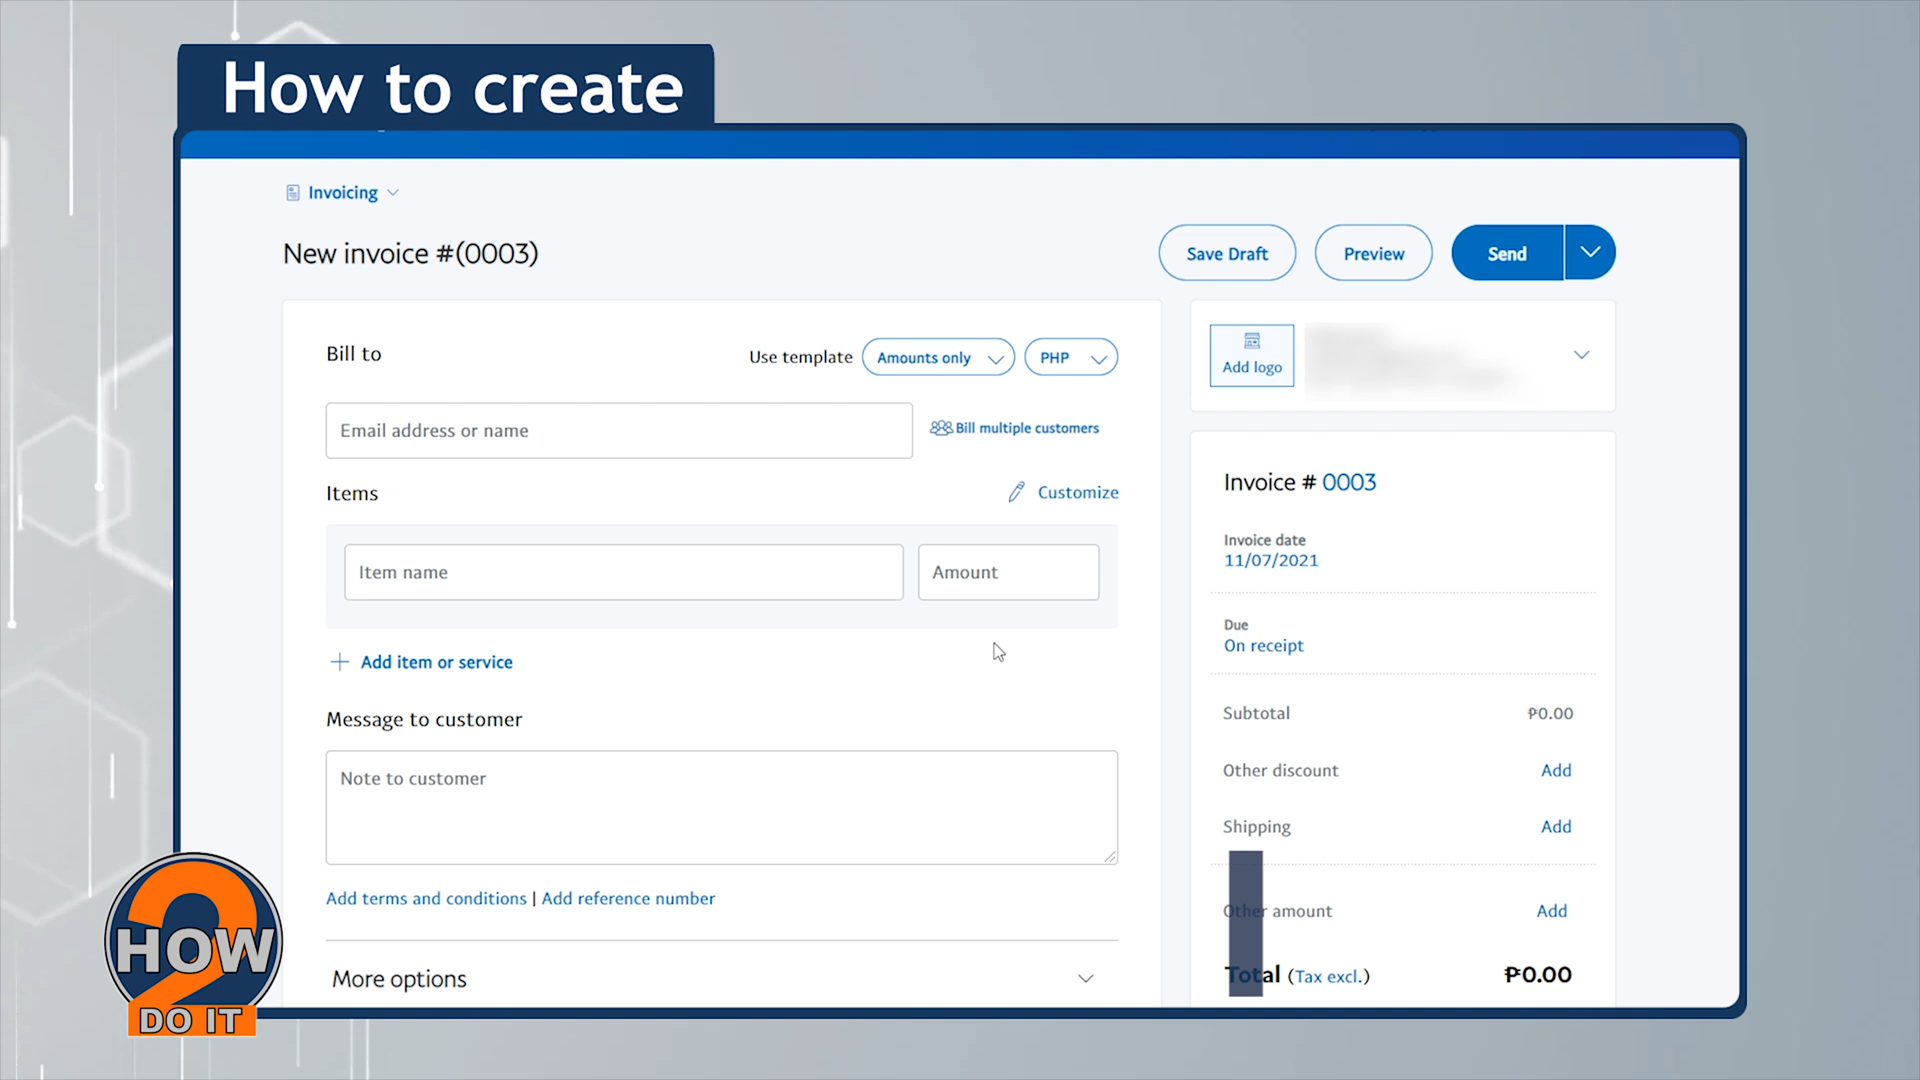 How to create
Invoicing
New invoice #(0003)
Save Draft
Preview
Send
Bill to
Use template
Amounts only
PHP
Email address or name
Bill multiple customers
Items
Customize
Item name
Amount
Add item or service
Message to customer
Note to customer
Add terms and conditions | Add reference number
More options
Add logo
Invoice # 0003
Invoice date
11/07/2021
Due
On receipt
Subtotal ₱0.00
Other discount Add
Shipping Add
Other amount Add
Total (Tax excl.) ₱0.00
HOW
2
DO IT